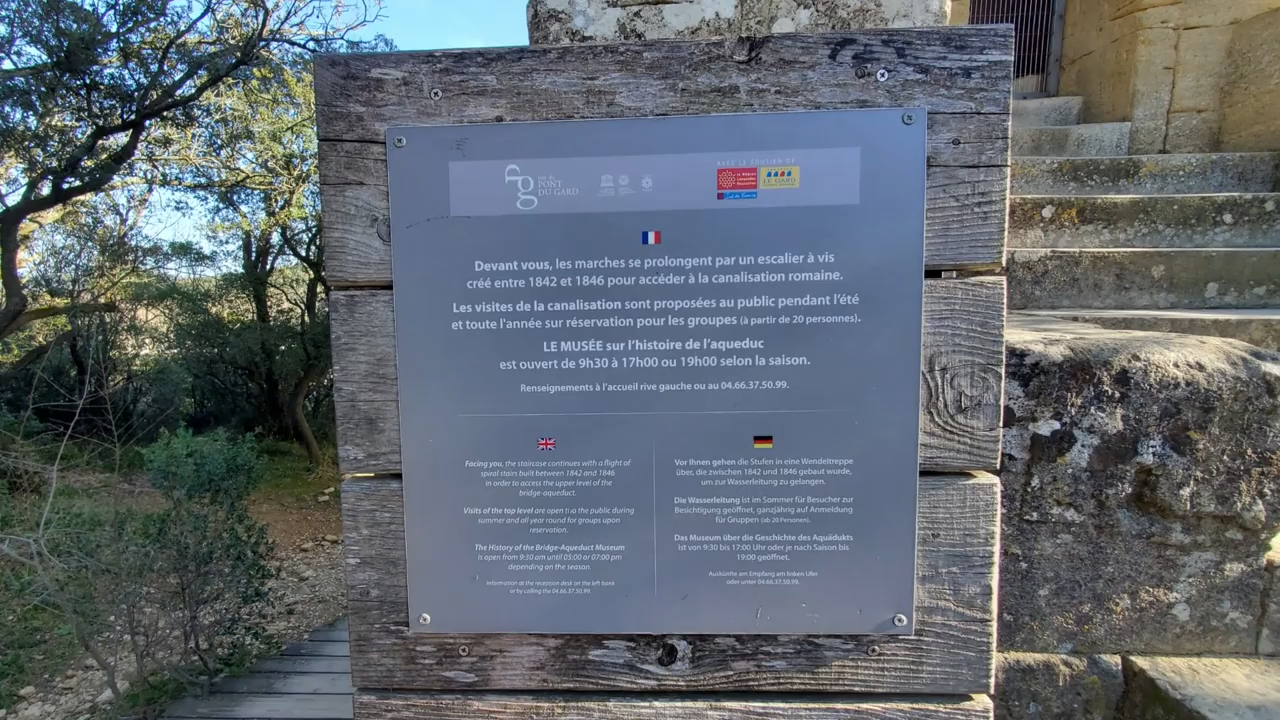 PONT
DU GARD
AVEC LE SOUTIEN DE
LE GARD
Devant vous, les marches se prolongent par un escalier à vis
créé entre 1842 et 1846 pour accéder à la canalisation romaine.
Les visites de la canalisation sont proposées au public pendant l'été
et toute l'année sur réservation pour les groupes (à partir de 20 personnes).
LE MUSÉE sur l'histoire de l'aqueduc
est ouvert de 9h30 à 17h00 ou 19h00 selon la saison.
Renseignements à l'accueil rive gauche ou au 04.66.37.50.99.
Facing you, the staircase continues with a flight of
spiral stairs built between 1842 and 1846
in order to access the upper level of the
bridge-aqueduct.
Visits of the top level are open to the public during
summer and all year round for groups upon
reservation.
The History of the Bridge-Aqueduct Museum
is open from 9:30 am until 05:00 or 07:00 pm
depending on the season.
Information at the reception desk on the left bank
or by calling the 04.66.37.50.99.
Vor Ihnen gehen die Stufen in eine Wendeltreppe
über, die zwischen 1842 und 1846 gebaut wurde,
um zur Wasserleitung zu gelangen.
Die Wasserleitung ist im Sommer für Besucher zur
Besichtigung geöffnet, ganzjährig auf Anmeldung
für Gruppen (ab 20 Personen).
Das Museum über die Geschichte des Aquädukts
ist von 9:30 bis 17:00 Uhr oder je nach Saison bis
19:00 geöffnet.
Auskünfte am Empfang am linken Ufer
oder unter 04.66.37.50.99.